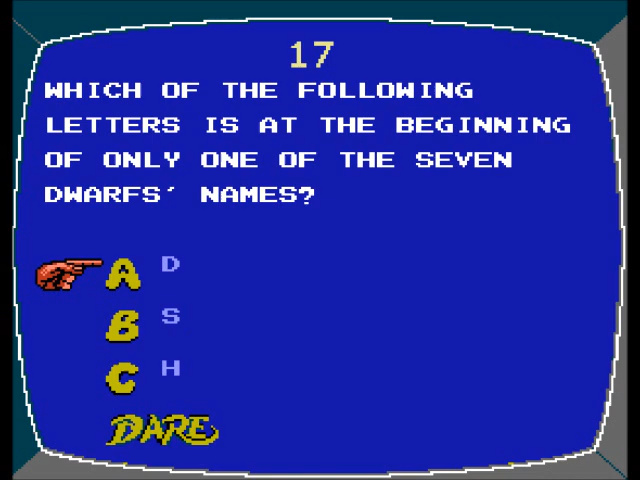 17
WHICH OF THE FOLLOWING
LETTERS IS AT THE BEGINNING
OF ONLY ONE OF THE SEVEN
DWARFS' NAMES?
A D
B S
C H
DARE